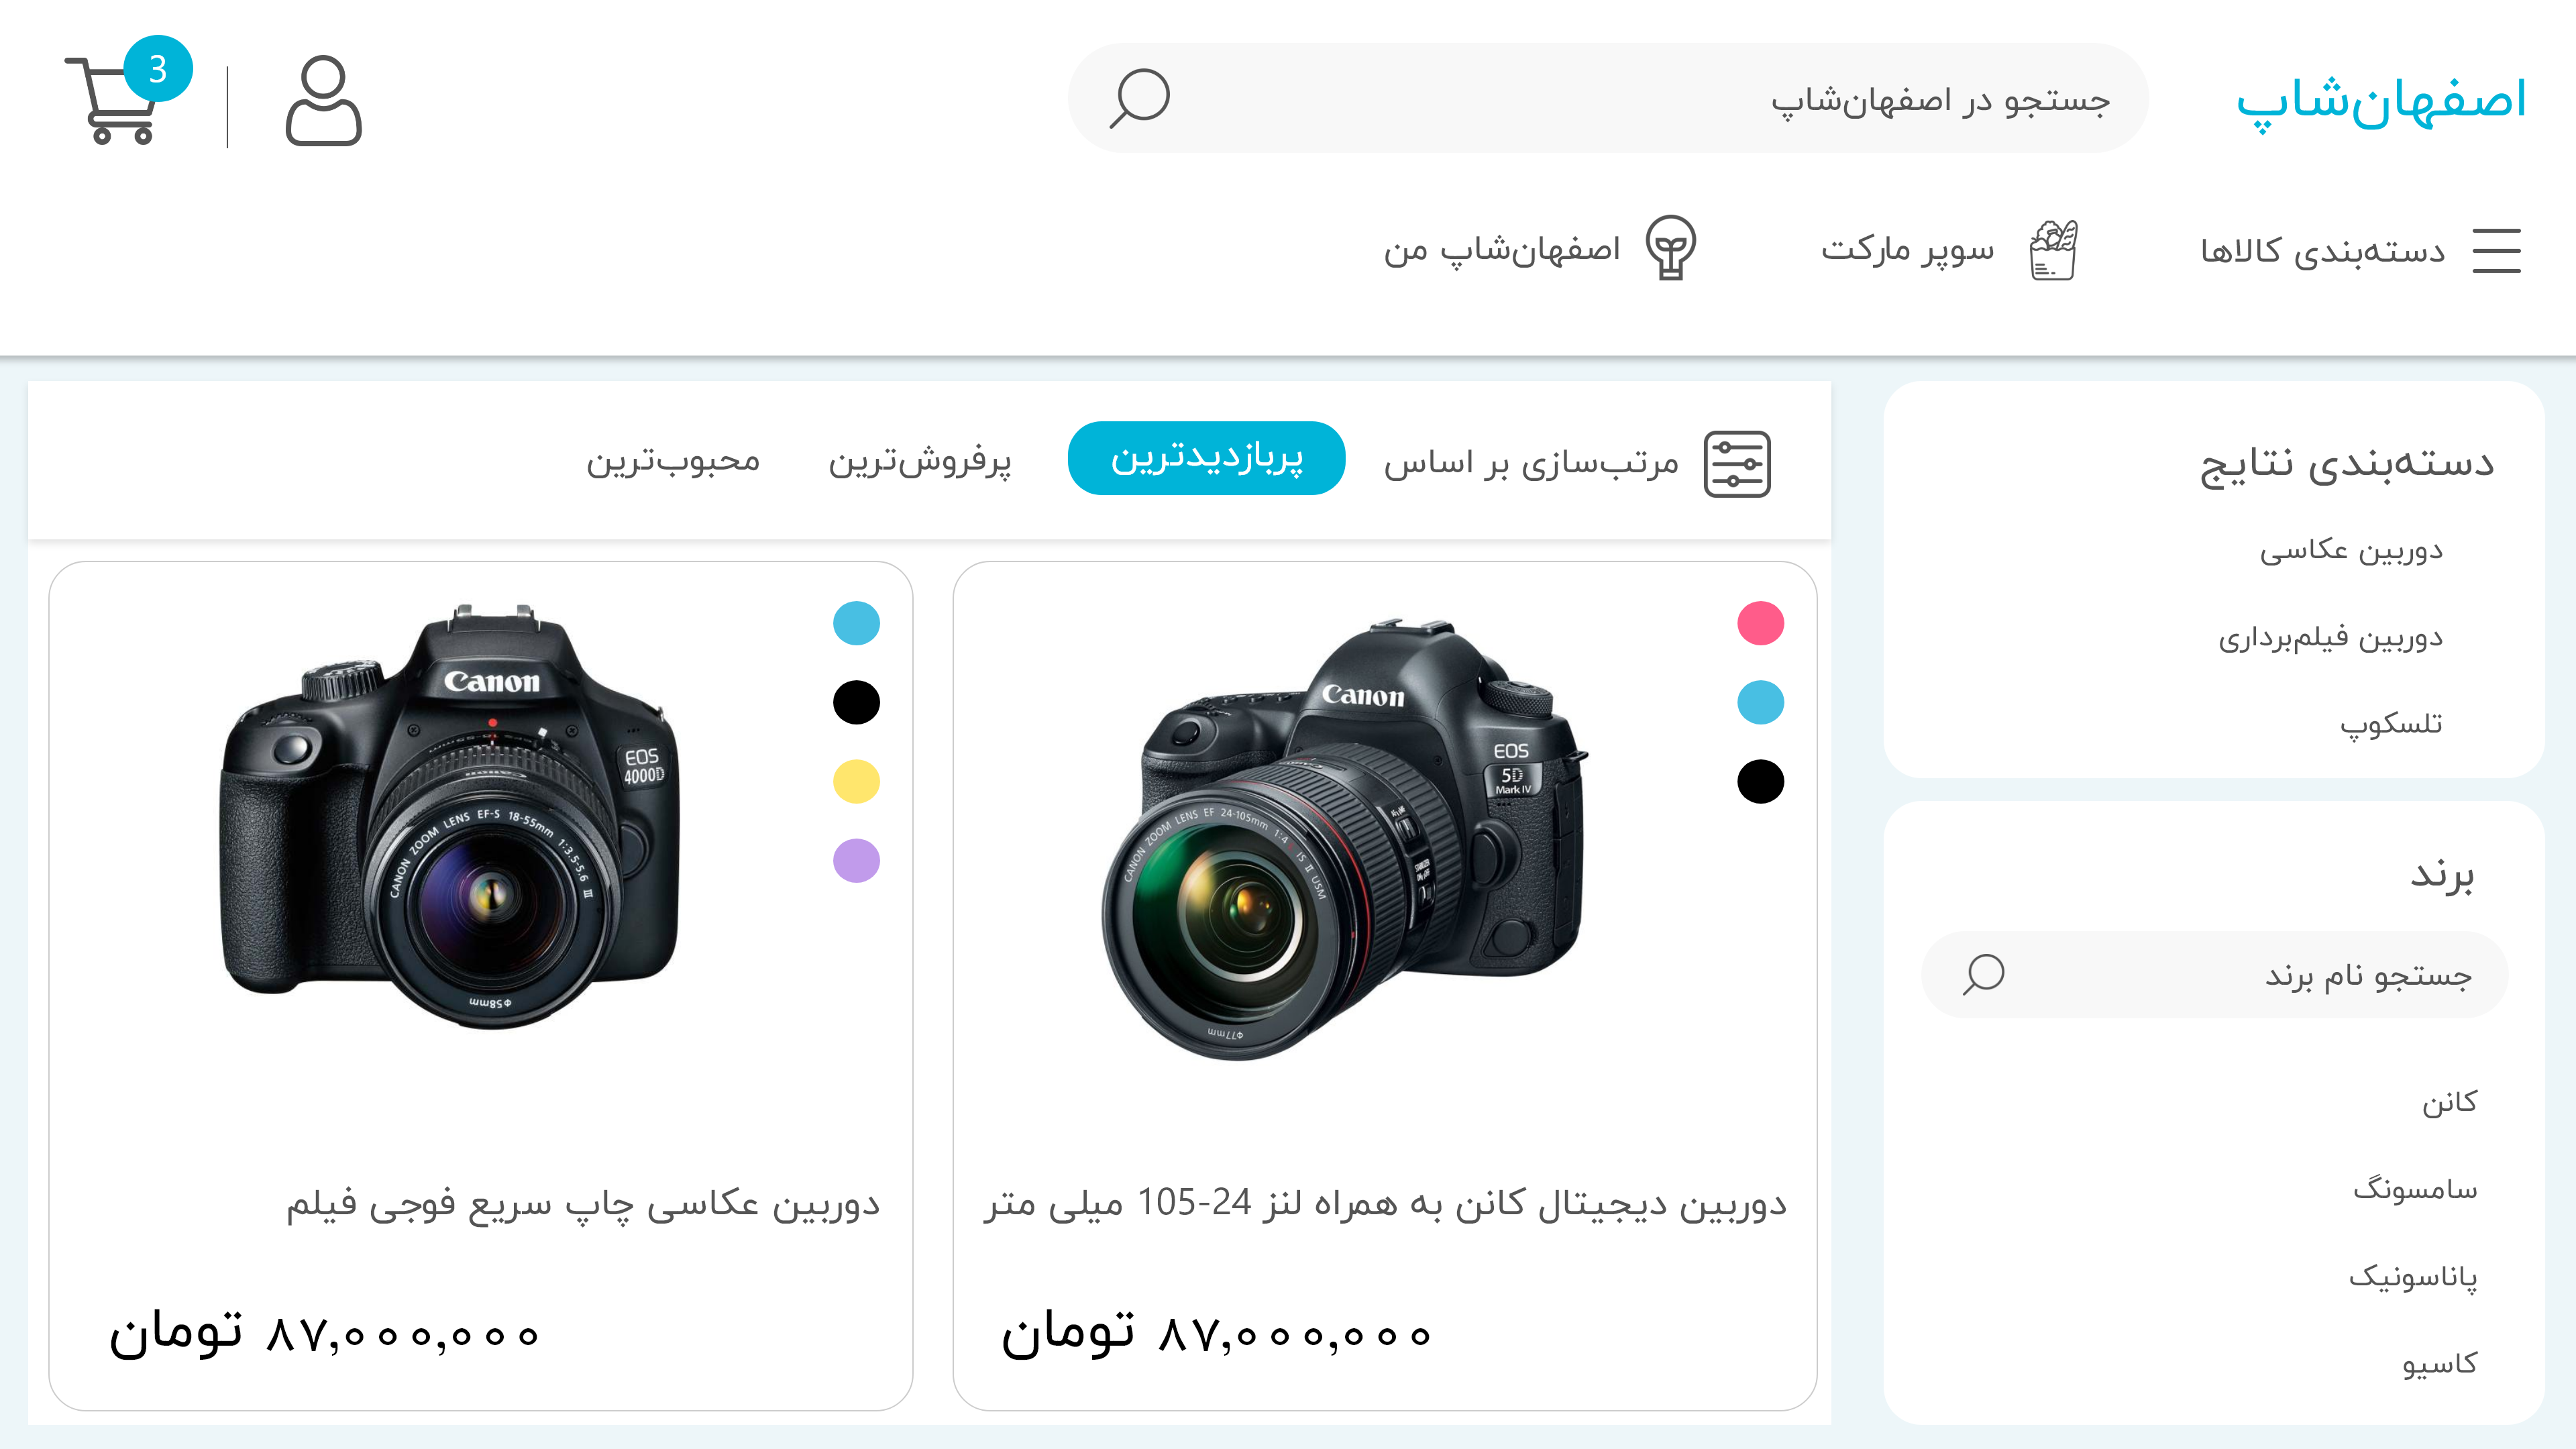 اصفهان‌شاپ
جستجو در اصفهان‌شاپ
3
دسته‌بندی کالاها
سوپر مارکت
اصفهان‌شاپ من
دسته‌بندی نتایج
دوربین عکاسی
دوربین فیلم‌برداری
تلسکوپ
برند
جستجو نام برند
کانن
سامسونگ
پاناسونیک
کاسیو
مرتب‌سازی بر اساس
پربازدیدترین
پرفروش‌ترین
محبوب‌ترین
Canon
EOS
5D
Mark IV
CANON ZOOM LENS EF 24-105mm 1:4 L IS II USM
Φ77mm
دوربین دیجیتال کانن به همراه لنز 24-105 میلی متر
۸۷,۰۰۰,۰۰۰ تومان
Canon
EOS
4000D
Canon
CANON ZOOM LENS EF-S 18-55mm 1:3.5-5.6 III
Φ58mm
دوربین عکاسی چاپ سریع فوجی فیلم
۸۷,۰۰۰,۰۰۰ تومان